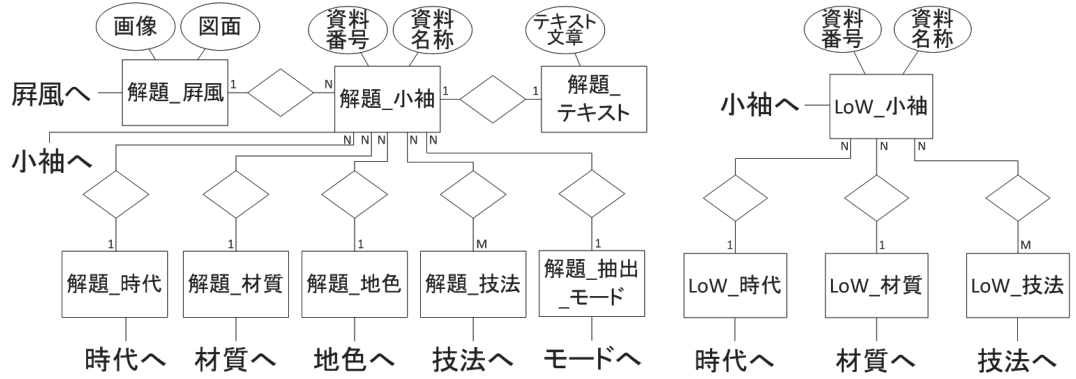 画像
図面
資料
番号
資料
名称
テキスト
文章
資料
番号
資料
名称
屛風へ
解題_屛風
1
N
解題_小袖
1
1
解題_
テキスト
小袖へ
LoW_小袖
小袖へ
N
N
N
N
N
N
N
N
1
1
1
M
1
1
1
M
解題_時代
解題_材質
解題_地色
解題_技法
解題_抽出
_モード
LoW_時代
LoW_材質
LoW_技法
時代へ
材質へ
地色へ
技法へ
モードへ
時代へ
材質へ
技法へ